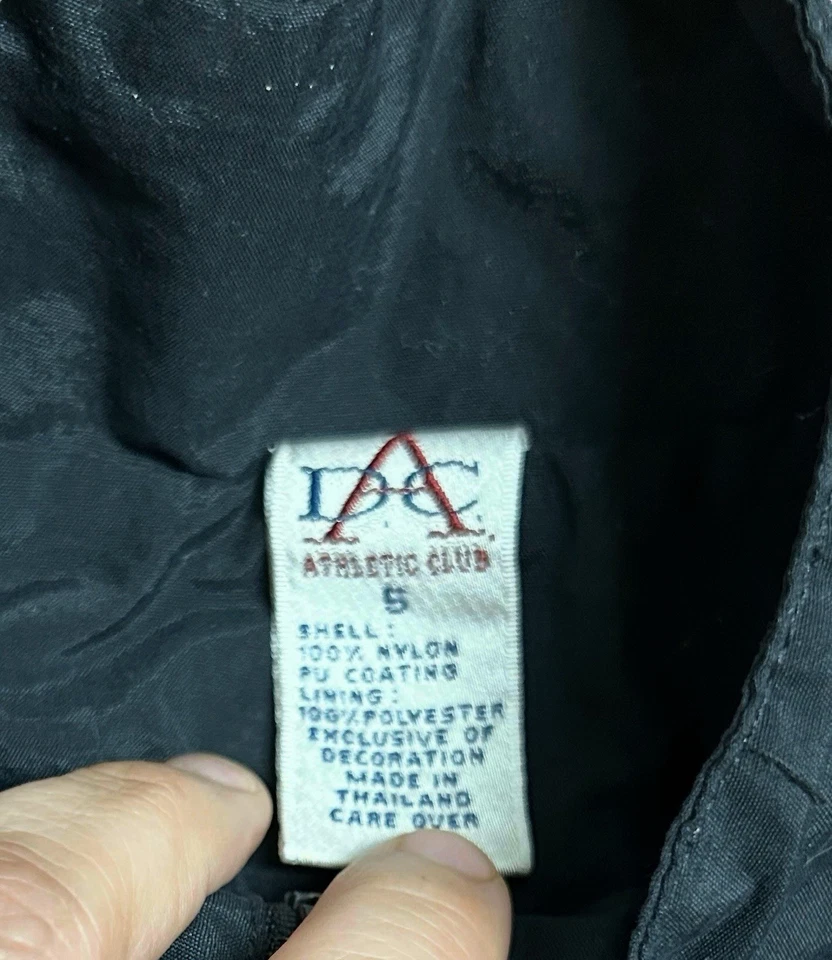 DAC
ATHLETIC CLUB
S
SHELL:
100% NYLON
PU COATING
LINING:
100% POLYESTER
EXCLUSIVE OF
DECORATION
MADE IN
THAILAND
CARE OVER